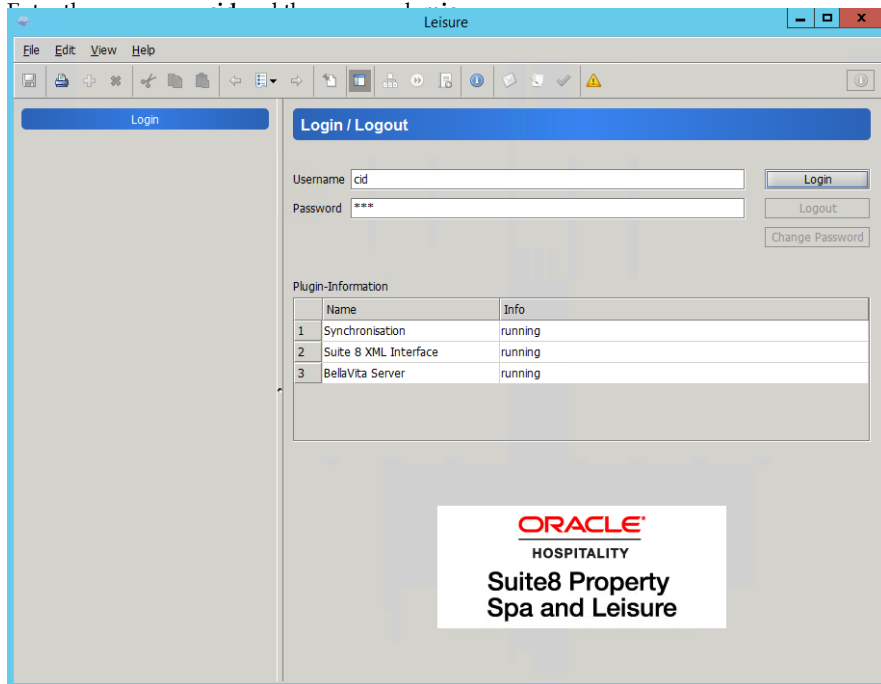 Leisure
File Edit View Help
Login
Login / Logout
Username cid
Login
Password ***
Logout
Change Password
Plugin-Information
Name Info
1 Synchronisation running
2 Suite 8 XML Interface running
3 BellaVita Server running
ORACLE
HOSPITALITY
Suite8 Property
Spa and Leisure